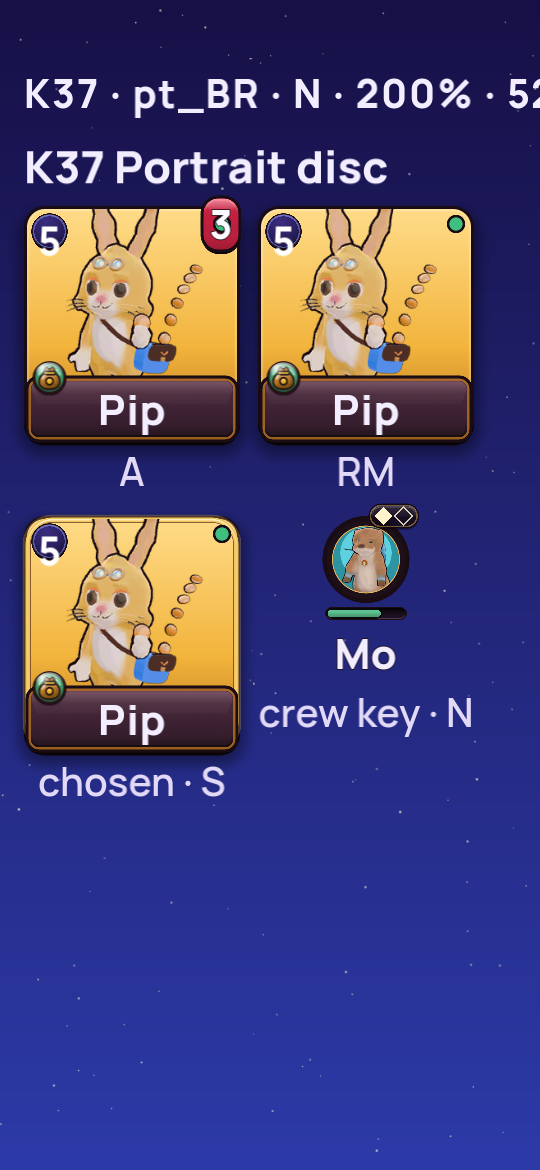 K37 · pt_BR · N · 200% · 52
K37 Portrait disc
5 3 5
Pip Pip
A RM
5
Mo
Pip
crew key · N
chosen · S